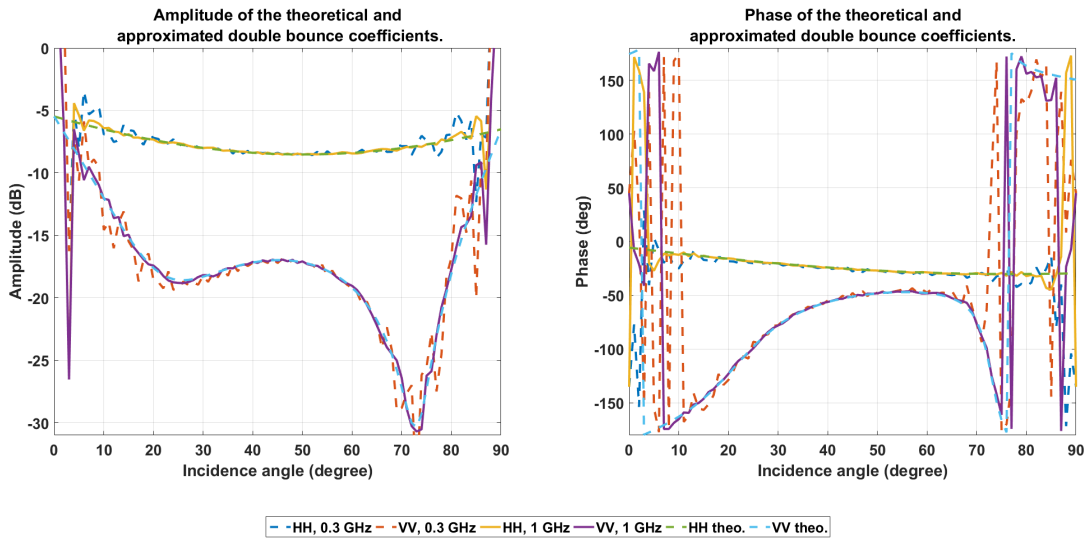 Amplitude of the theoretical and
approximated double bounce coefficients.
0
-5
-10
-15
-20
-25
-30
Amplitude (dB)
0 10 20 30 40 50 60 70 80 90
Incidence angle (degree)
Phase of the theoretical and
approximated double bounce coefficients.
150
100
50
0
-50
-100
-150
Phase (deg)
0 10 20 30 40 50 60 70 80 90
Incidence angle (degree)
HH, 0.3 GHz VV, 0.3 GHz HH, 1 GHz VV, 1 GHz HH theo. VV theo.